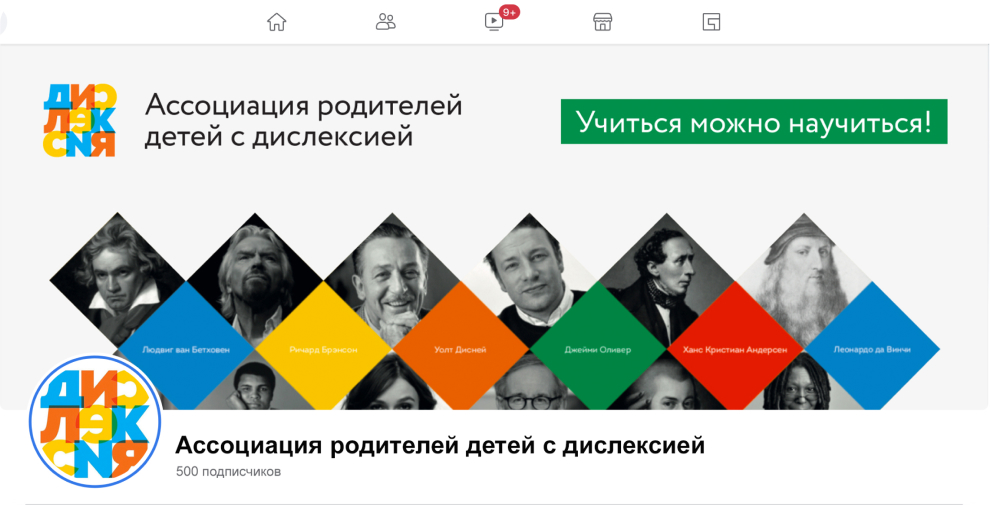 9+
ДИС
ЛЕК
СИЯ
Ассоциация родителей
детей с дислексией
Учиться можно научиться!
Людвиг ван Бетховен
Ричард Брэнсон
Уолт Дисней
Джейми Оливер
Ханс Кристиан Андерсен
Леонардо да Винчи
ДИС
ЛЕК
СИЯ
Ассоциация родителей детей с дислексией
500 подписчиков